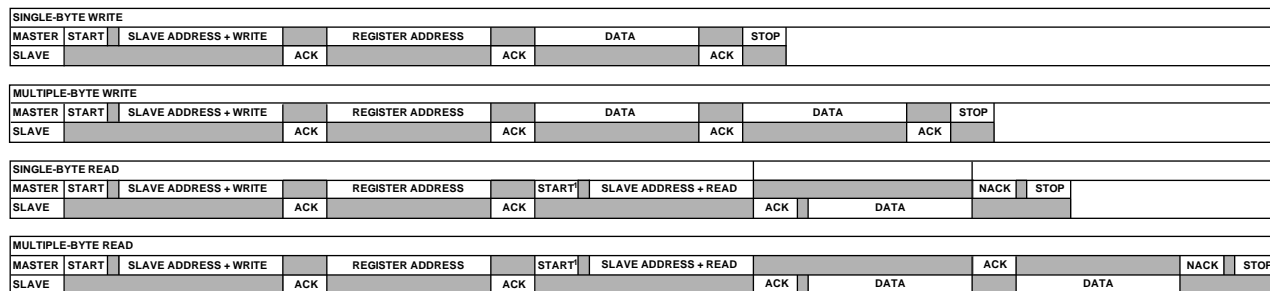 SINGLE-BYTE WRITE
MASTER START SLAVE ADDRESS + WRITE REGISTER ADDRESS DATA STOP
SLAVE ACK ACK ACK
MULTIPLE-BYTE WRITE
MASTER START SLAVE ADDRESS + WRITE REGISTER ADDRESS DATA DATA STOP
SLAVE ACK ACK ACK ACK
SINGLE-BYTE READ
MASTER START SLAVE ADDRESS + WRITE REGISTER ADDRESS START¹ SLAVE ADDRESS + READ NACK STOP
SLAVE ACK ACK ACK DATA
MULTIPLE-BYTE READ
MASTER START SLAVE ADDRESS + WRITE REGISTER ADDRESS START¹ SLAVE ADDRESS + READ ACK NACK STOP
SLAVE ACK ACK ACK DATA DATA